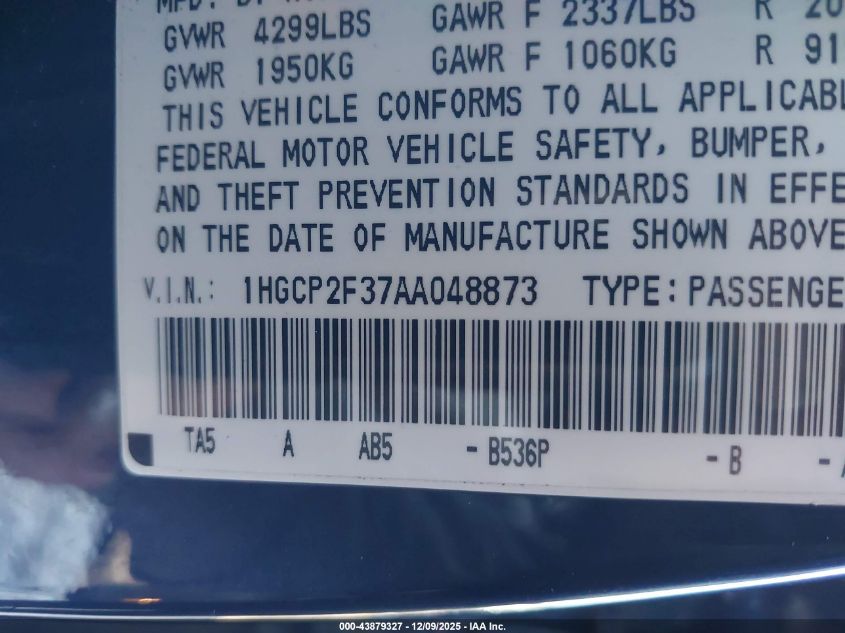 GVWR 4299LBS GAWR F 2337LBS R 20
GVWR 1950KG GAWR F 1060KG R 91
THIS VEHICLE CONFORMS TO ALL APPLICABL
FEDERAL MOTOR VEHICLE SAFETY, BUMPER,
AND THEFT PREVENTION STANDARDS IN EFFE
ON THE DATE OF MANUFACTURE SHOWN ABOVE
V.I.N.: 1HGCP2F37AA048873 TYPE: PASSENGE
TA5 A AB5 - B536P - B -
000-43879327 - 12/09/2025 - IAA Inc.